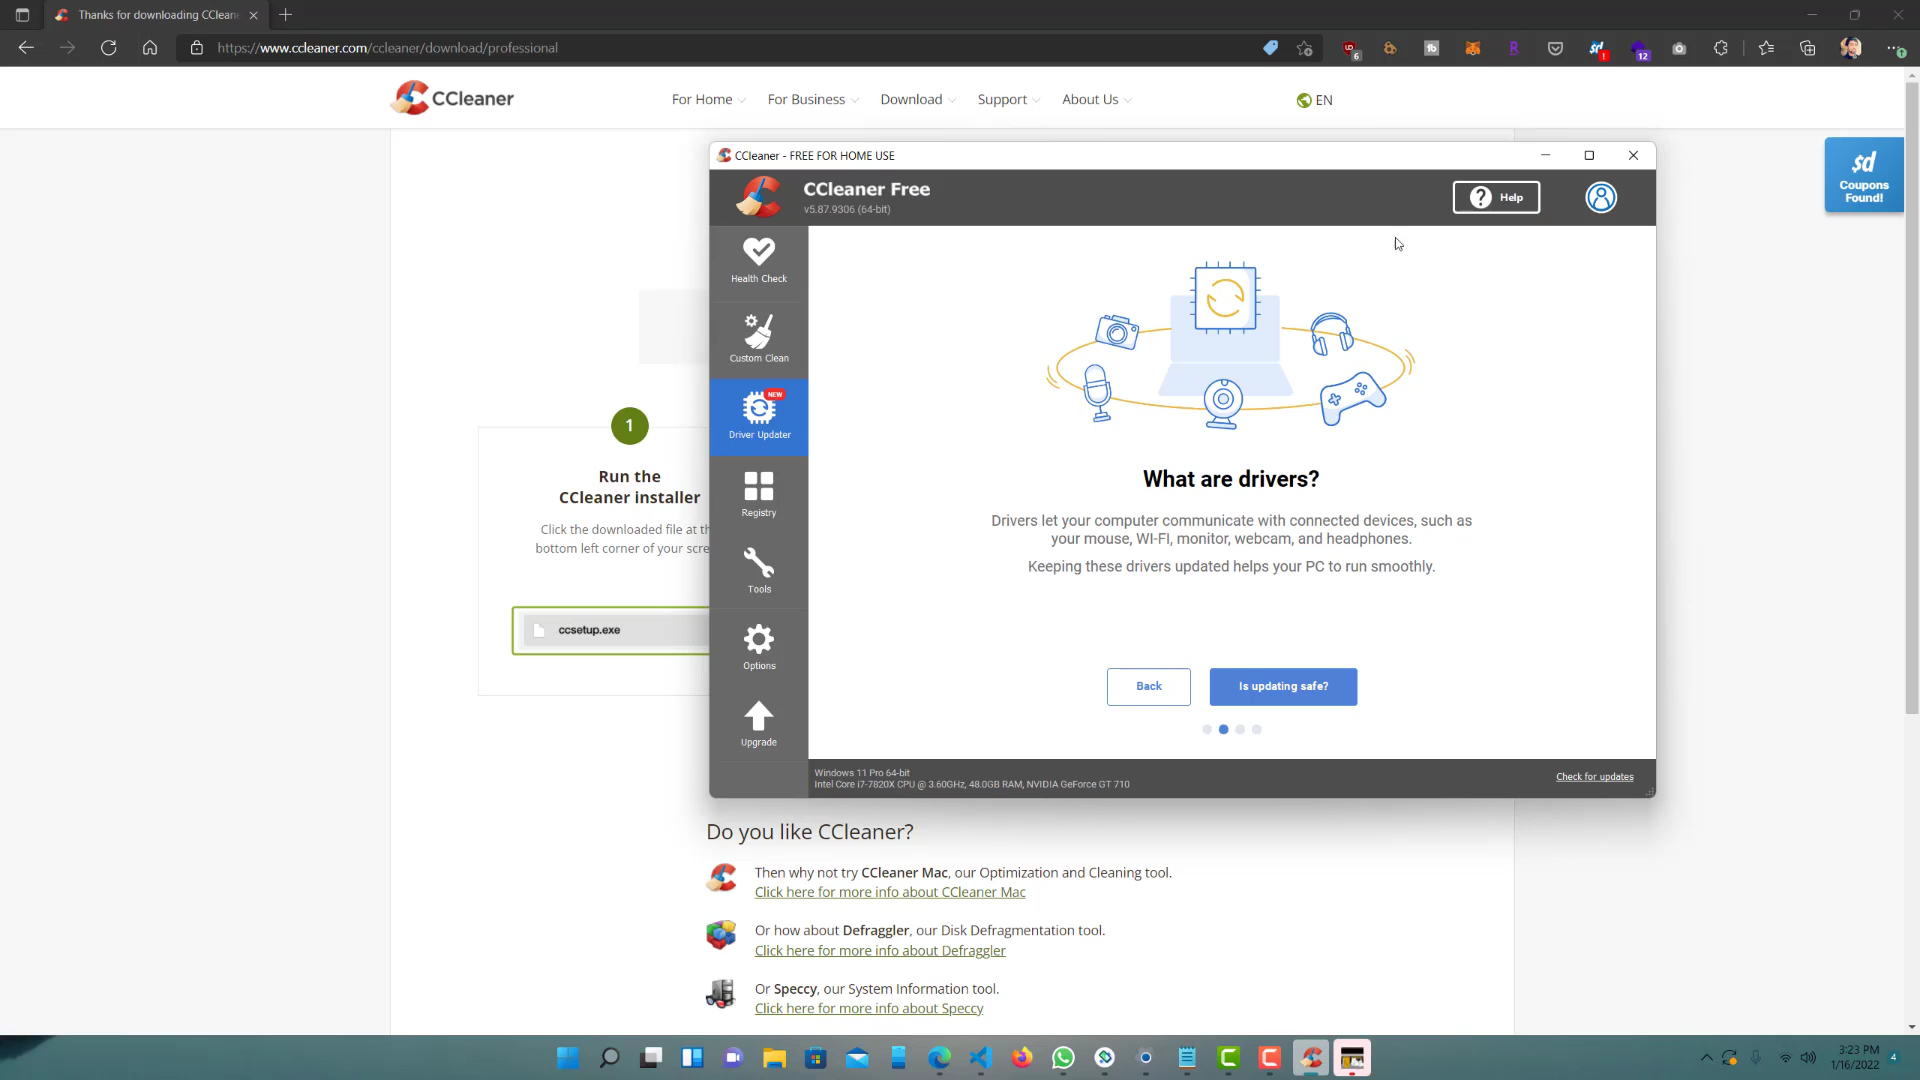 Thanks for downloading CClean
https://www.ccleaner.com/ccleaner/download/professional
6
12
CCleaner
For Home
For Business
Download
Support
About Us
EN
$d
Coupons
Found!
1
Run the
CCleaner installer
Click the downloaded file at th
bottom left corner of your scre
ccsetup.exe
CCleaner - FREE FOR HOME USE
CCleaner Free
v5.87.9306 (64-bit)
Help
Health Check
Custom Clean
NEW
Driver Updater
Registry
Tools
Options
Upgrade
What are drivers?
Drivers let your computer communicate with connected devices, such as
your mouse, WI-FI, monitor, webcam, and headphones.
Keeping these drivers updated helps your PC to run smoothly.
Back
Is updating safe?
Windows 11 Pro 64-bit
Intel Core i7-7820X CPU @ 3.60GHz, 48.0GB RAM, NVIDIA GeForce GT 710
Check for updates
Do you like CCleaner?
Then why not try CCleaner Mac, our Optimization and Cleaning tool.
Click here for more info about CCleaner Mac
Or how about Defraggler, our Disk Defragmentation tool.
Click here for more info about Defraggler
Or Speccy, our System Information tool.
Click here for more info about Speccy
3:23 PM
1/16/2022
4